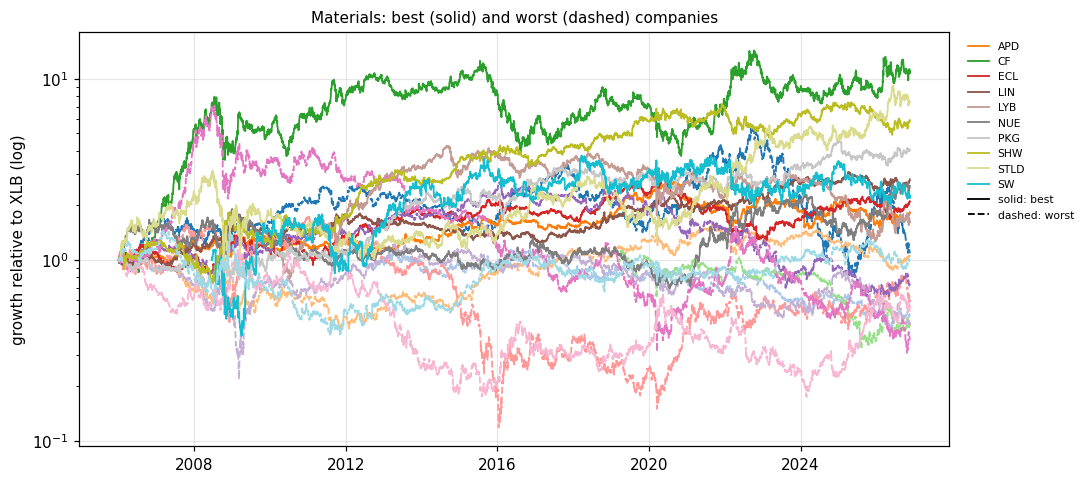 Materials: best (solid) and worst (dashed) companies
growth relative to XLB (log)
10¹
10⁰
10⁻¹
2008 2012 2016 2020 2024
APD
CF
ECL
LIN
LYB
NUE
PKG
SHW
STLD
SW
solid: best
dashed: worst